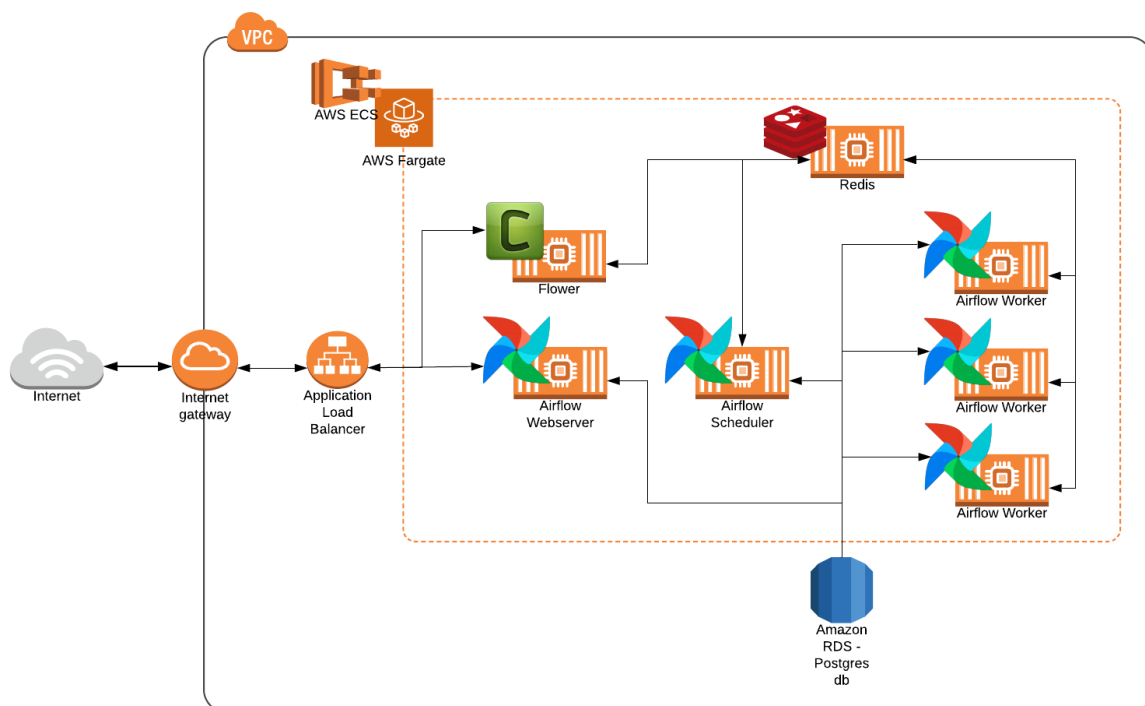 VPC
AWS ECS
AWS Fargate
Redis
C
Flower
Airflow Worker
Internet
Internet
gateway
Application
Load
Balancer
Airflow
Webserver
Airflow
Scheduler
Airflow Worker
Airflow Worker
Amazon
RDS -
Postgres
db